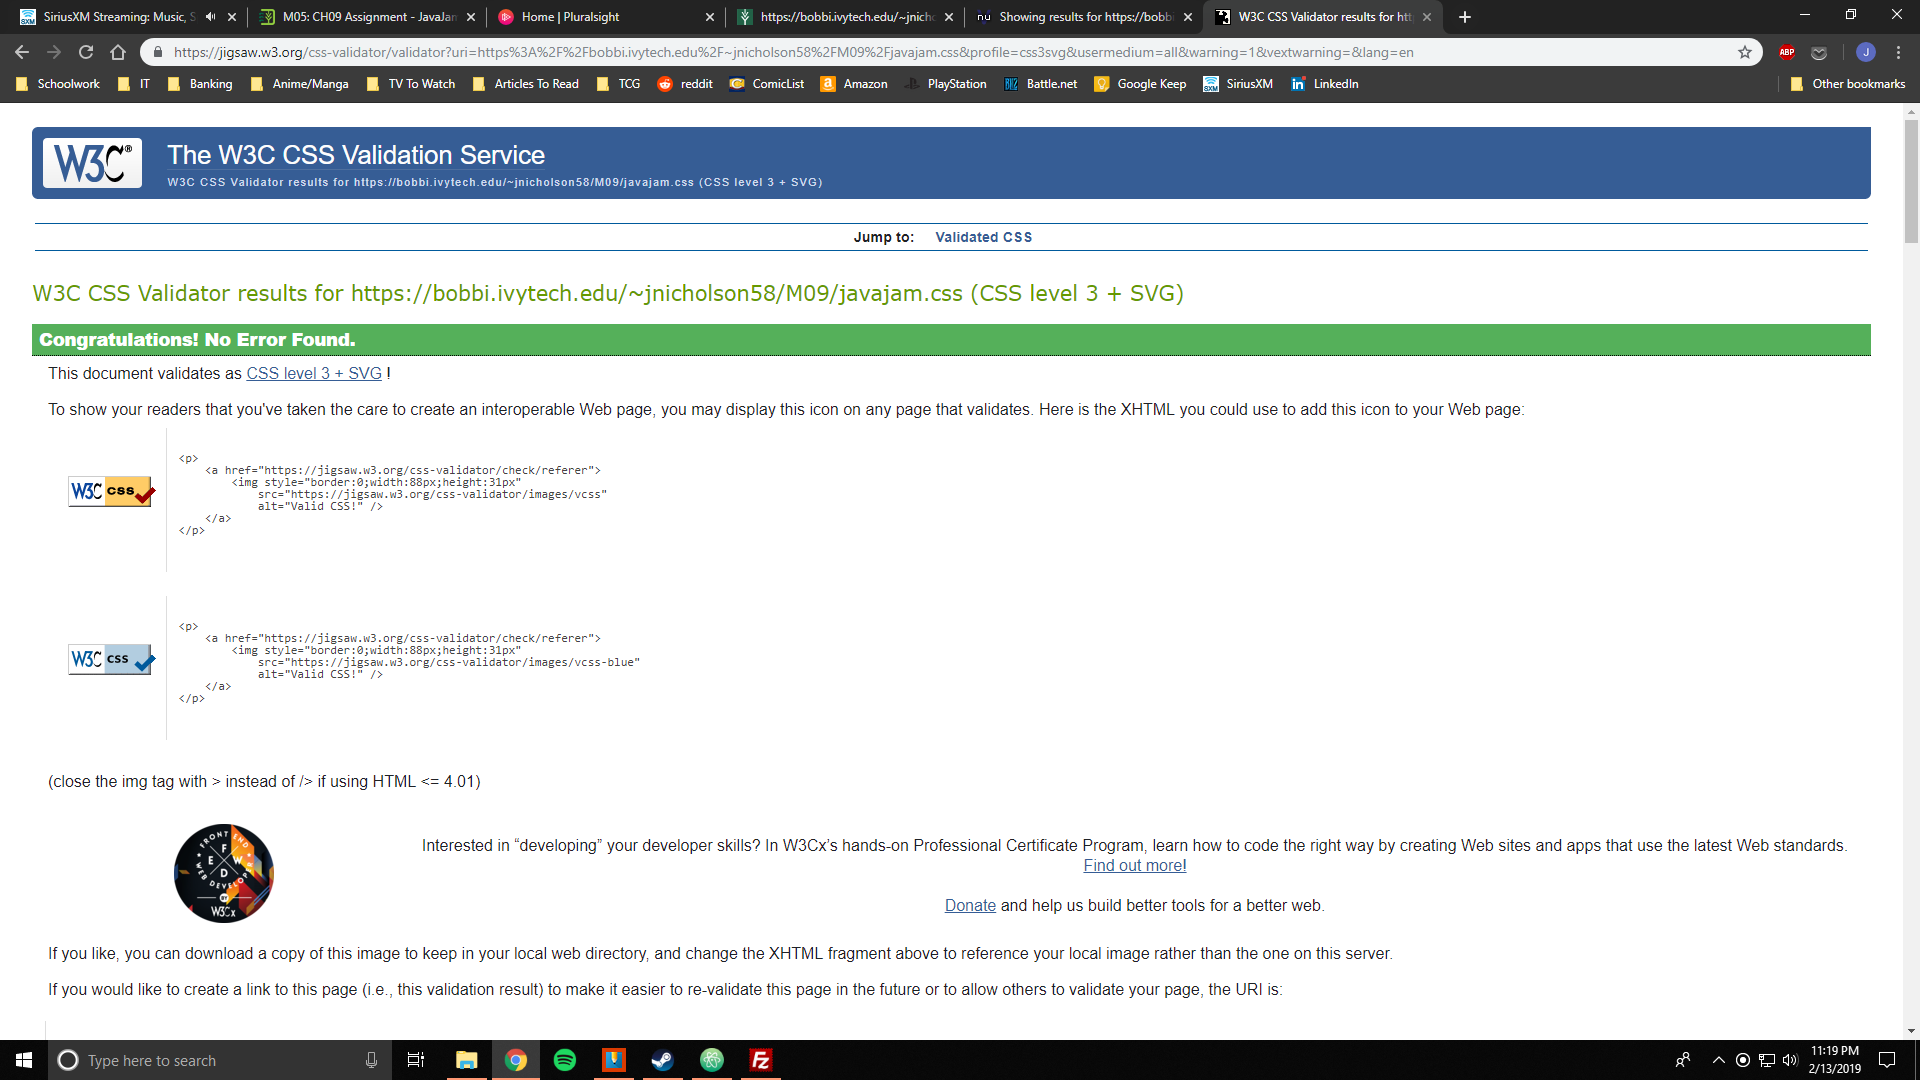 SiriusXM Streaming: Music, S
M05: CH09 Assignment - JavaJam
Home | Pluralsight
https://bobbi.ivytech.edu/~jnicho
Showing results for https://bobbi
W3C CSS Validator results for htt
https://jigsaw.w3.org/css-validator/validator?uri=https%3A%2F%2Fbobbi.ivytech.edu%2F~jnicholson58%2FM09%2Fjavajam.css&profile=css3svg&usermedium=all&warning=1&vextwarning=&lang=en
ABP
J
Schoolwork IT Banking Anime/Manga TV To Watch Articles To Read TCG reddit ComicList Amazon PlayStation Battle.net Google Keep SiriusXM LinkedIn Other bookmarks
W3C®
The W3C CSS Validation Service
W3C CSS Validator results for https://bobbi.ivytech.edu/~jnicholson58/M09/javajam.css (CSS level 3 + SVG)
Jump to: Validated CSS
W3C CSS Validator results for https://bobbi.ivytech.edu/~jnicholson58/M09/javajam.css (CSS level 3 + SVG)
Congratulations! No Error Found.
This document validates as CSS level 3 + SVG !
To show your readers that you've taken the care to create an interoperable Web page, you may display this icon on any page that validates. Here is the XHTML you could use to add this icon to your Web page:
W3C css
<p>
<a href="https://jigsaw.w3.org/css-validator/check/referer">
<img style="border:0;width:88px;height:31px"
src="https://jigsaw.w3.org/css-validator/images/vcss"
alt="Valid CSS!" />
</a>
</p>
W3C css
<p>
<a href="https://jigsaw.w3.org/css-validator/check/referer">
<img style="border:0;width:88px;height:31px"
src="https://jigsaw.w3.org/css-validator/images/vcss-blue"
alt="Valid CSS!" />
</a>
</p>
(close the img tag with > instead of /> if using HTML <= 4.01)
FRONT END
F
E W
D
WEB DEVELOPER
BY
W3Cx
Interested in “developing” your developer skills? In W3Cx’s hands-on Professional Certificate Program, learn how to code the right way by creating Web sites and apps that use the latest Web standards.
Find out more!
Donate and help us build better tools for a better web.
If you like, you can download a copy of this image to keep in your local web directory, and change the XHTML fragment above to reference your local image rather than the one on this server.
If you would like to create a link to this page (i.e., this validation result) to make it easier to re-validate this page in the future or to allow others to validate your page, the URI is:
Type here to search
11:19 PM
2/13/2019